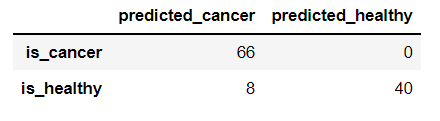 predicted_cancer predicted_healthy
is_cancer 66 0
is_healthy 8 40